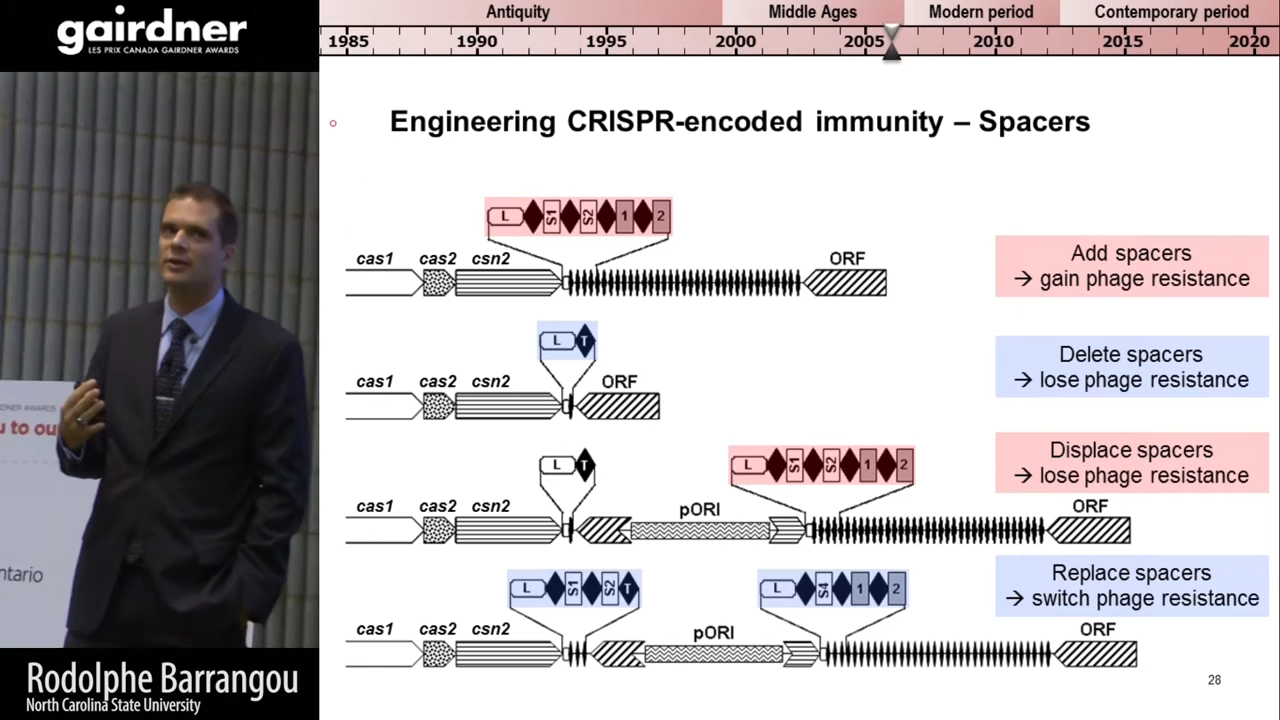 gairdner
LES PRIX CANADA GAIRDNER AWARDS
Antiquity Middle Ages Modern period Contemporary period
1985 1990 1995 2000 2005 2010 2015 2020
Engineering CRISPR-encoded immunity – Spacers
L S1 S2 1 2
cas1 cas2 csn2 ORF
Add spacers
→ gain phage resistance
L T
cas1 cas2 csn2 ORF
Delete spacers
→ lose phage resistance
L T L S1 S2 1 2
cas1 cas2 csn2 pORI ORF
Displace spacers
→ lose phage resistance
L S1 S2 T L S4 1 2
cas1 cas2 csn2 pORI ORF
Replace spacers
→ switch phage resistance
28
RDNER AWARDS
u to ou
ntario
Rodolphe Barrangou
North Carolina State University